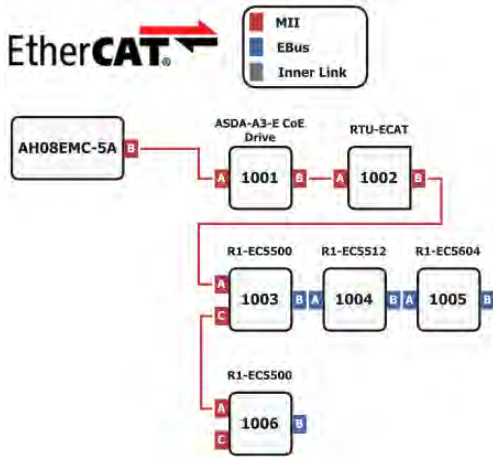 EtherCAT®
MII
EBus
Inner Link
ASDA-A3-E CoE
Drive
RTU-ECAT
AH08EMC-5A B
A 1001 B
A 1002 B
R1-EC5500
R1-EC5512
R1-EC5604
A
1003 B
A 1004 B
A 1005 B
C
R1-EC5500
A
1006 B
C